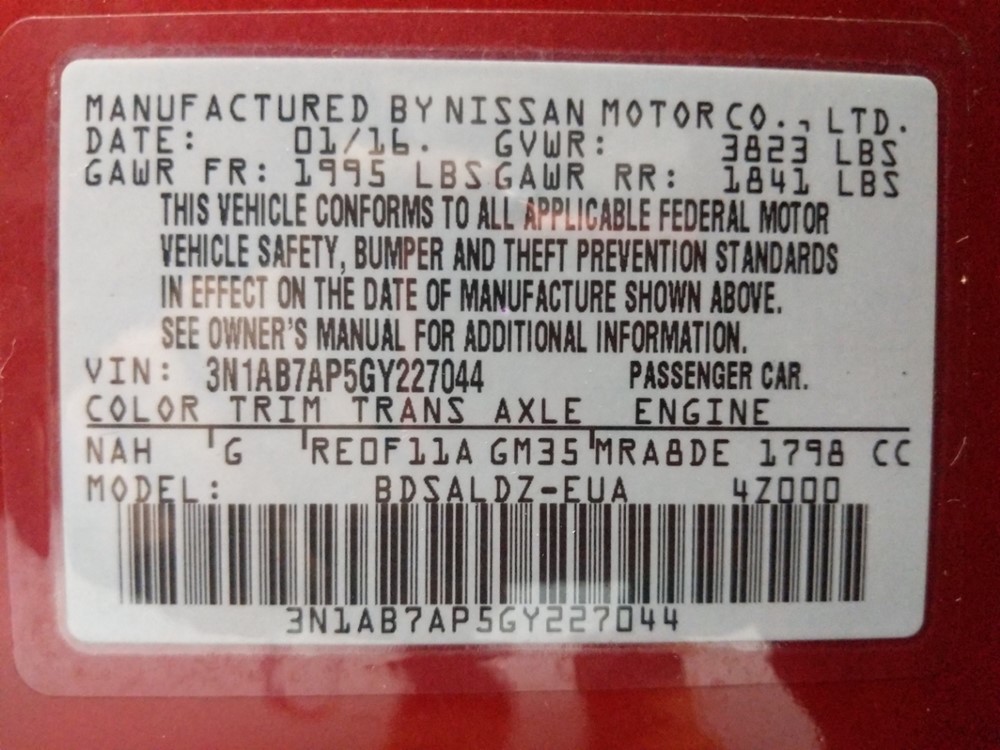 MANUFACTURED BY NISSAN MOTOR CO., LTD.
DATE: 01/16. GVWR: 3823 LBS
GAWR FR: 1995 LBS GAWR RR: 1841 LBS
THIS VEHICLE CONFORMS TO ALL APPLICABLE FEDERAL MOTOR
VEHICLE SAFETY, BUMPER AND THEFT PREVENTION STANDARDS
IN EFFECT ON THE DATE OF MANUFACTURE SHOWN ABOVE.
SEE OWNER'S MANUAL FOR ADDITIONAL INFORMATION.
VIN: 3N1AB7AP5GY227044 PASSENGER CAR.
COLOR TRIM TRANS AXLE ENGINE
NAH G RE0F11A GM35 MRA8DE 1798 CC
MODEL: BDSALDZ-EUA 4Z000
3N1AB7AP5GY227044